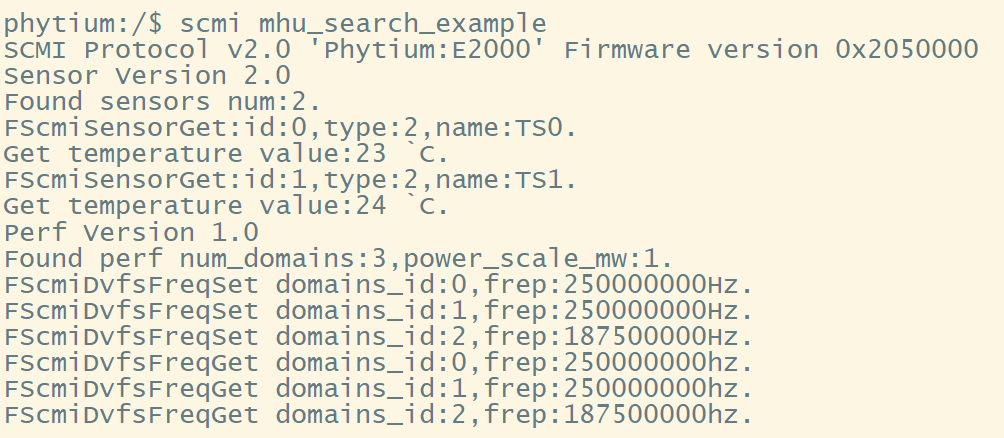 phytium:/$ scmi mhu_search_example
SCMI Protocol v2.0 'Phytium:E2000' Firmware version 0x2050000
Sensor Version 2.0
Found sensors num:2.
FScmiSensorGet:id:0,type:2,name:TS0.
Get temperature value:23 `C.
FScmiSensorGet:id:1,type:2,name:TS1.
Get temperature value:24 `C.
Perf Version 1.0
Found perf num_domains:3,power_scale_mw:1.
FScmiDvfsFreqSet domains_id:0,frep:250000000Hz.
FScmiDvfsFreqSet domains_id:1,frep:250000000Hz.
FScmiDvfsFreqSet domains_id:2,frep:187500000Hz.
FScmiDvfsFreqGet domains_id:0,frep:250000000hz.
FScmiDvfsFreqGet domains_id:1,frep:250000000hz.
FScmiDvfsFreqGet domains_id:2,frep:187500000hz.